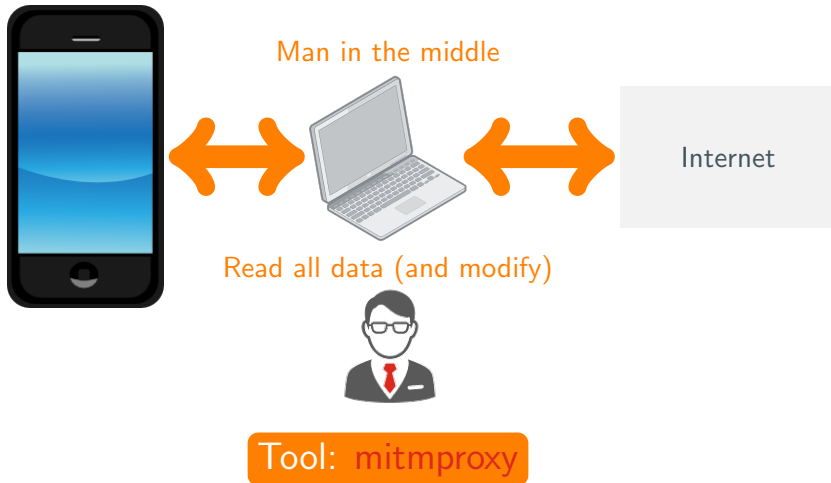 Man in the middle
Internet
Read all data (and modify)
Tool: mitmproxy